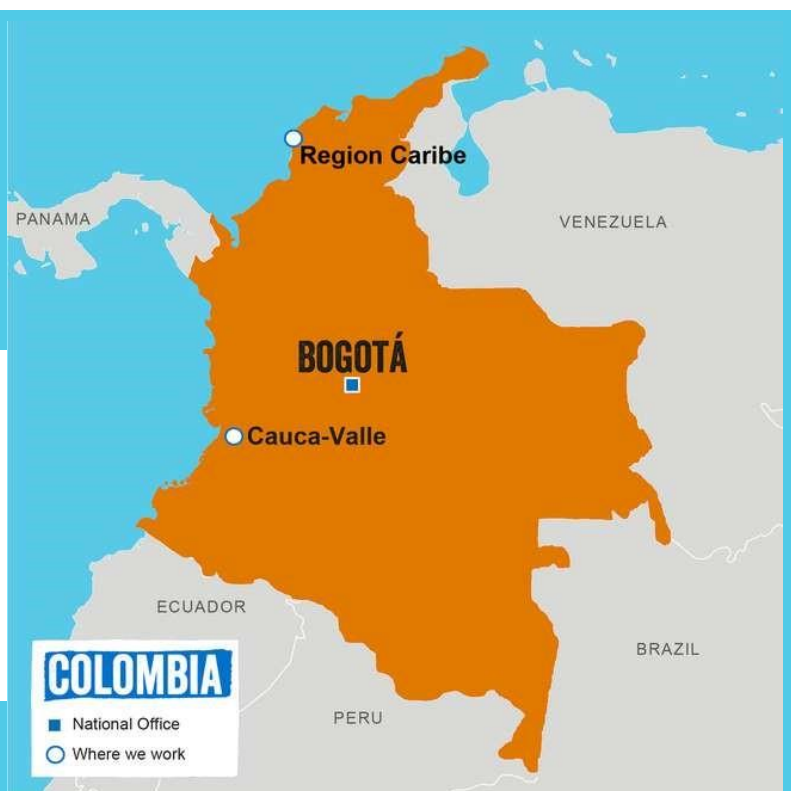 Region Caribe
PANAMA
VENEZUELA
BOGOTÁ
Cauca-Valle
ECUADOR
BRAZIL
COLOMBIA
PERU
National Office
Where we work